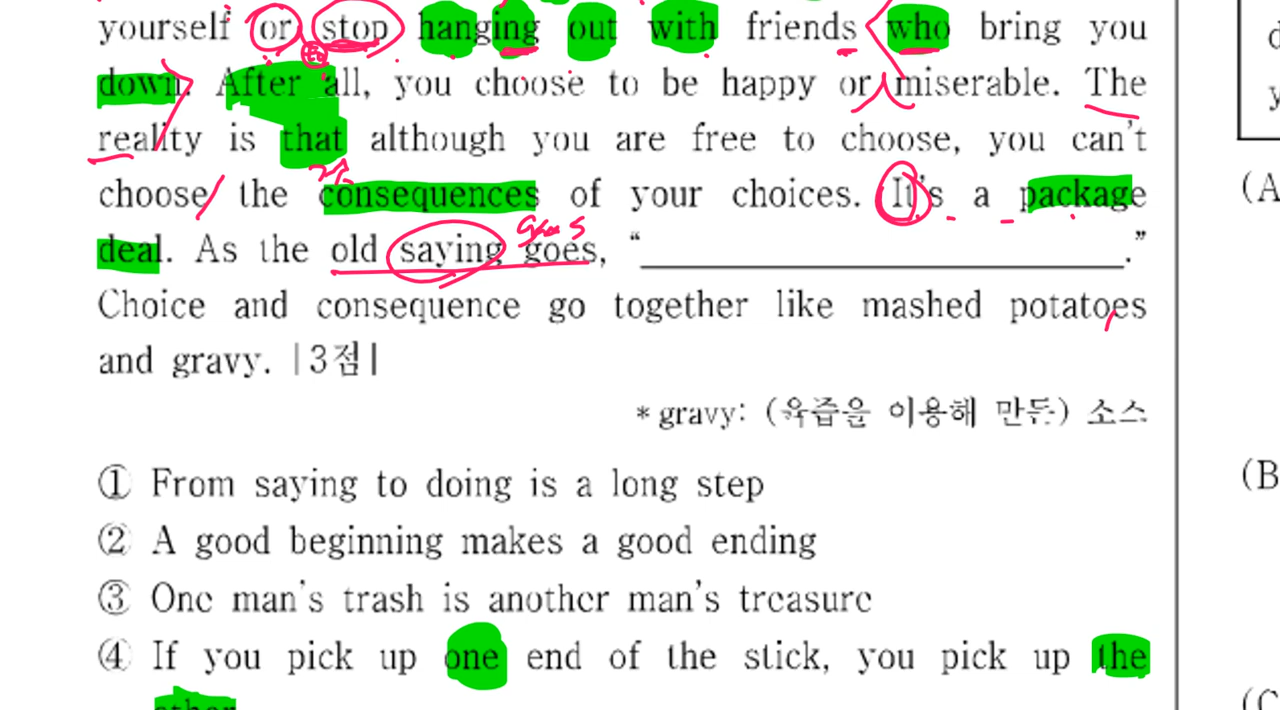 yourself or stop hanging out with friends who bring you
down. After all, you choose to be happy or miserable. The
reality is that although you are free to choose, you can't
choose the consequences of your choices. It's a package
goes
deal. As the old saying goes, “ .”
Choice and consequence go together like mashed potatoes
and gravy. |3점|
* gravy: (육즙을 이용해 만든) 소스
① From saying to doing is a long step
② A good beginning makes a good ending
③ One man's trash is another man's treasure
④ If you pick up one end of the stick, you pick up the
other
d
y
(A
(B
(C